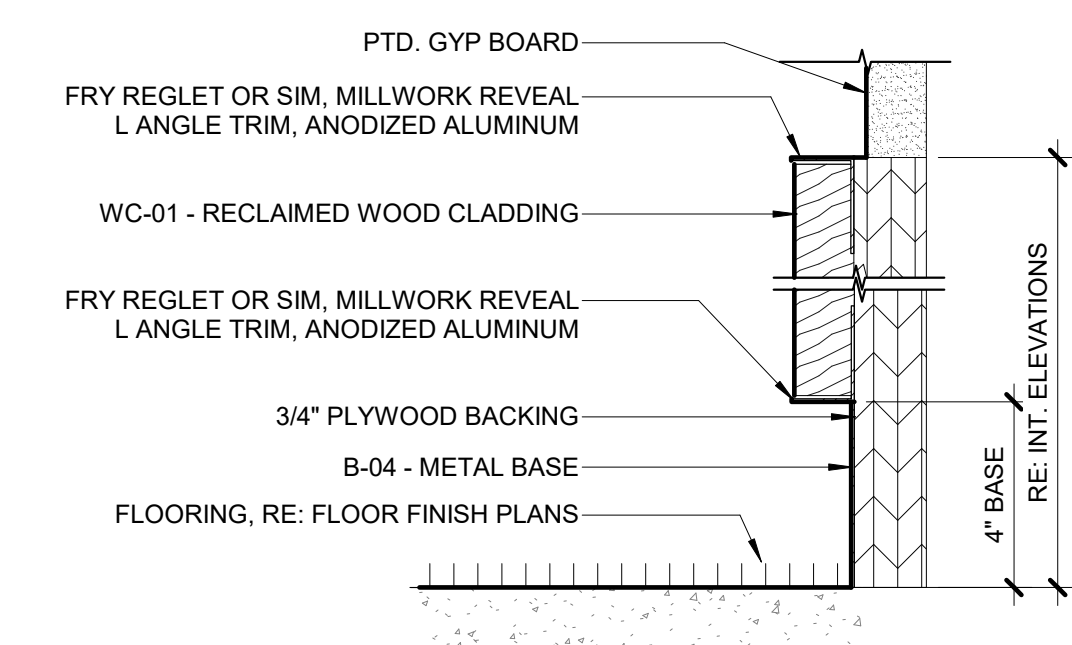 PTD. GYP BOARD
FRY REGLET OR SIM, MILLWORK REVEAL
L ANGLE TRIM, ANODIZED ALUMINUM
WC-01 - RECLAIMED WOOD CLADDING
FRY REGLET OR SIM, MILLWORK REVEAL
L ANGLE TRIM, ANODIZED ALUMINUM
3/4" PLYWOOD BACKING
B-04 - METAL BASE
FLOORING, RE: FLOOR FINISH PLANS
4" BASE
RE: INT. ELEVATIONS